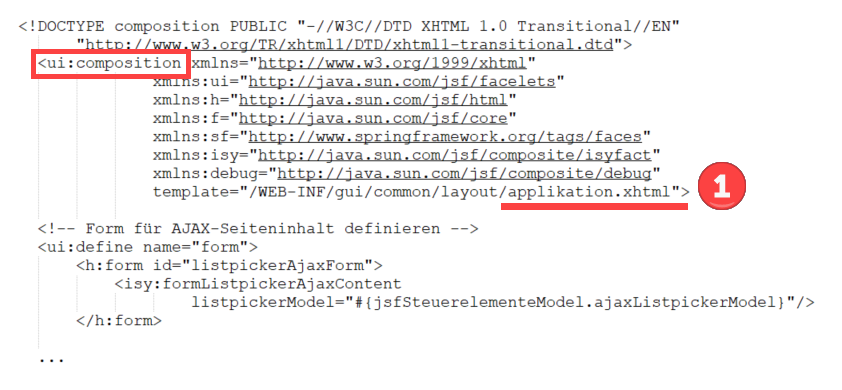 <!DOCTYPE composition PUBLIC "-//W3C//DTD XHTML 1.0 Transitional//EN"
"http://www.w3.org/TR/xhtml1/DTD/xhtml1-transitional.dtd">
<ui:composition xmlns="http://www.w3.org/1999/xhtml"
xmlns:ui="http://java.sun.com/jsf/facelets"
xmlns:h="http://java.sun.com/jsf/html"
xmlns:f="http://java.sun.com/jsf/core"
xmlns:sf="http://www.springframework.org/tags/faces"
xmlns:isy="http://java.sun.com/jsf/composite/isyfact"
xmlns:debug="http://java.sun.com/jsf/composite/debug"
template="/WEB-INF/gui/common/layout/applikation.xhtml">
1
<!-- Form für AJAX-Seiteninhalt definieren -->
<ui:define name="form">
<h:form id="listpickerAjaxForm">
<isy:formListpickerAjaxContent
listpickerModel="#{jsfSteuerelementeModel.ajaxListpickerModel}"/>
</h:form>
...